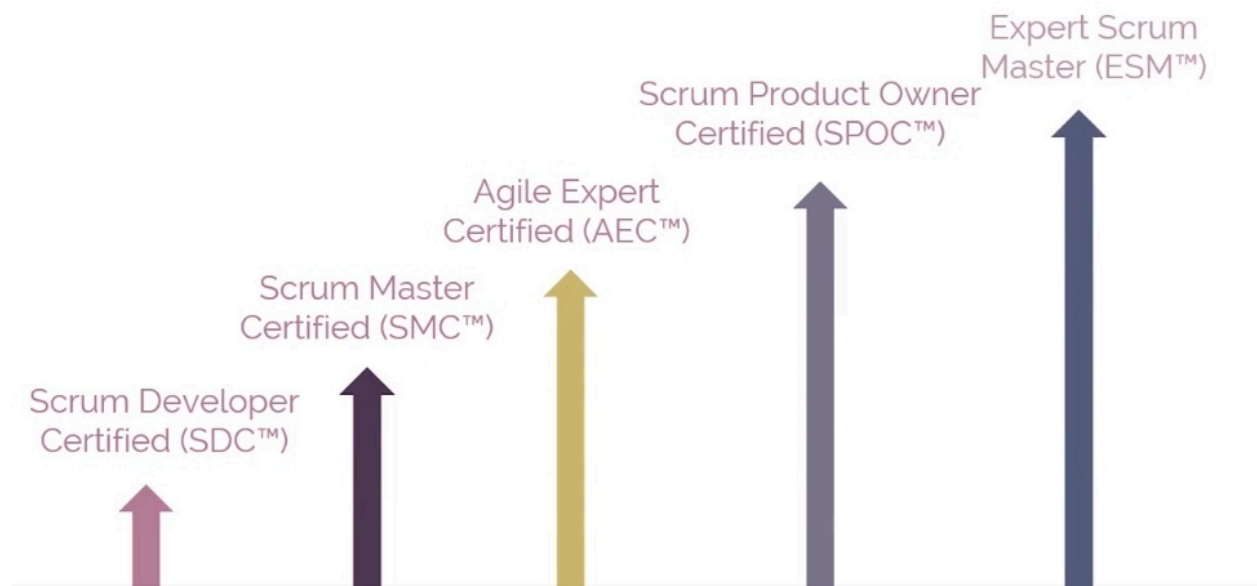 Scrum Developer
Certified (SDC™)
Scrum Master
Certified (SMC™)
Agile Expert
Certified (AEC™)
Scrum Product Owner
Certified (SPOC™)
Expert Scrum
Master (ESM™)